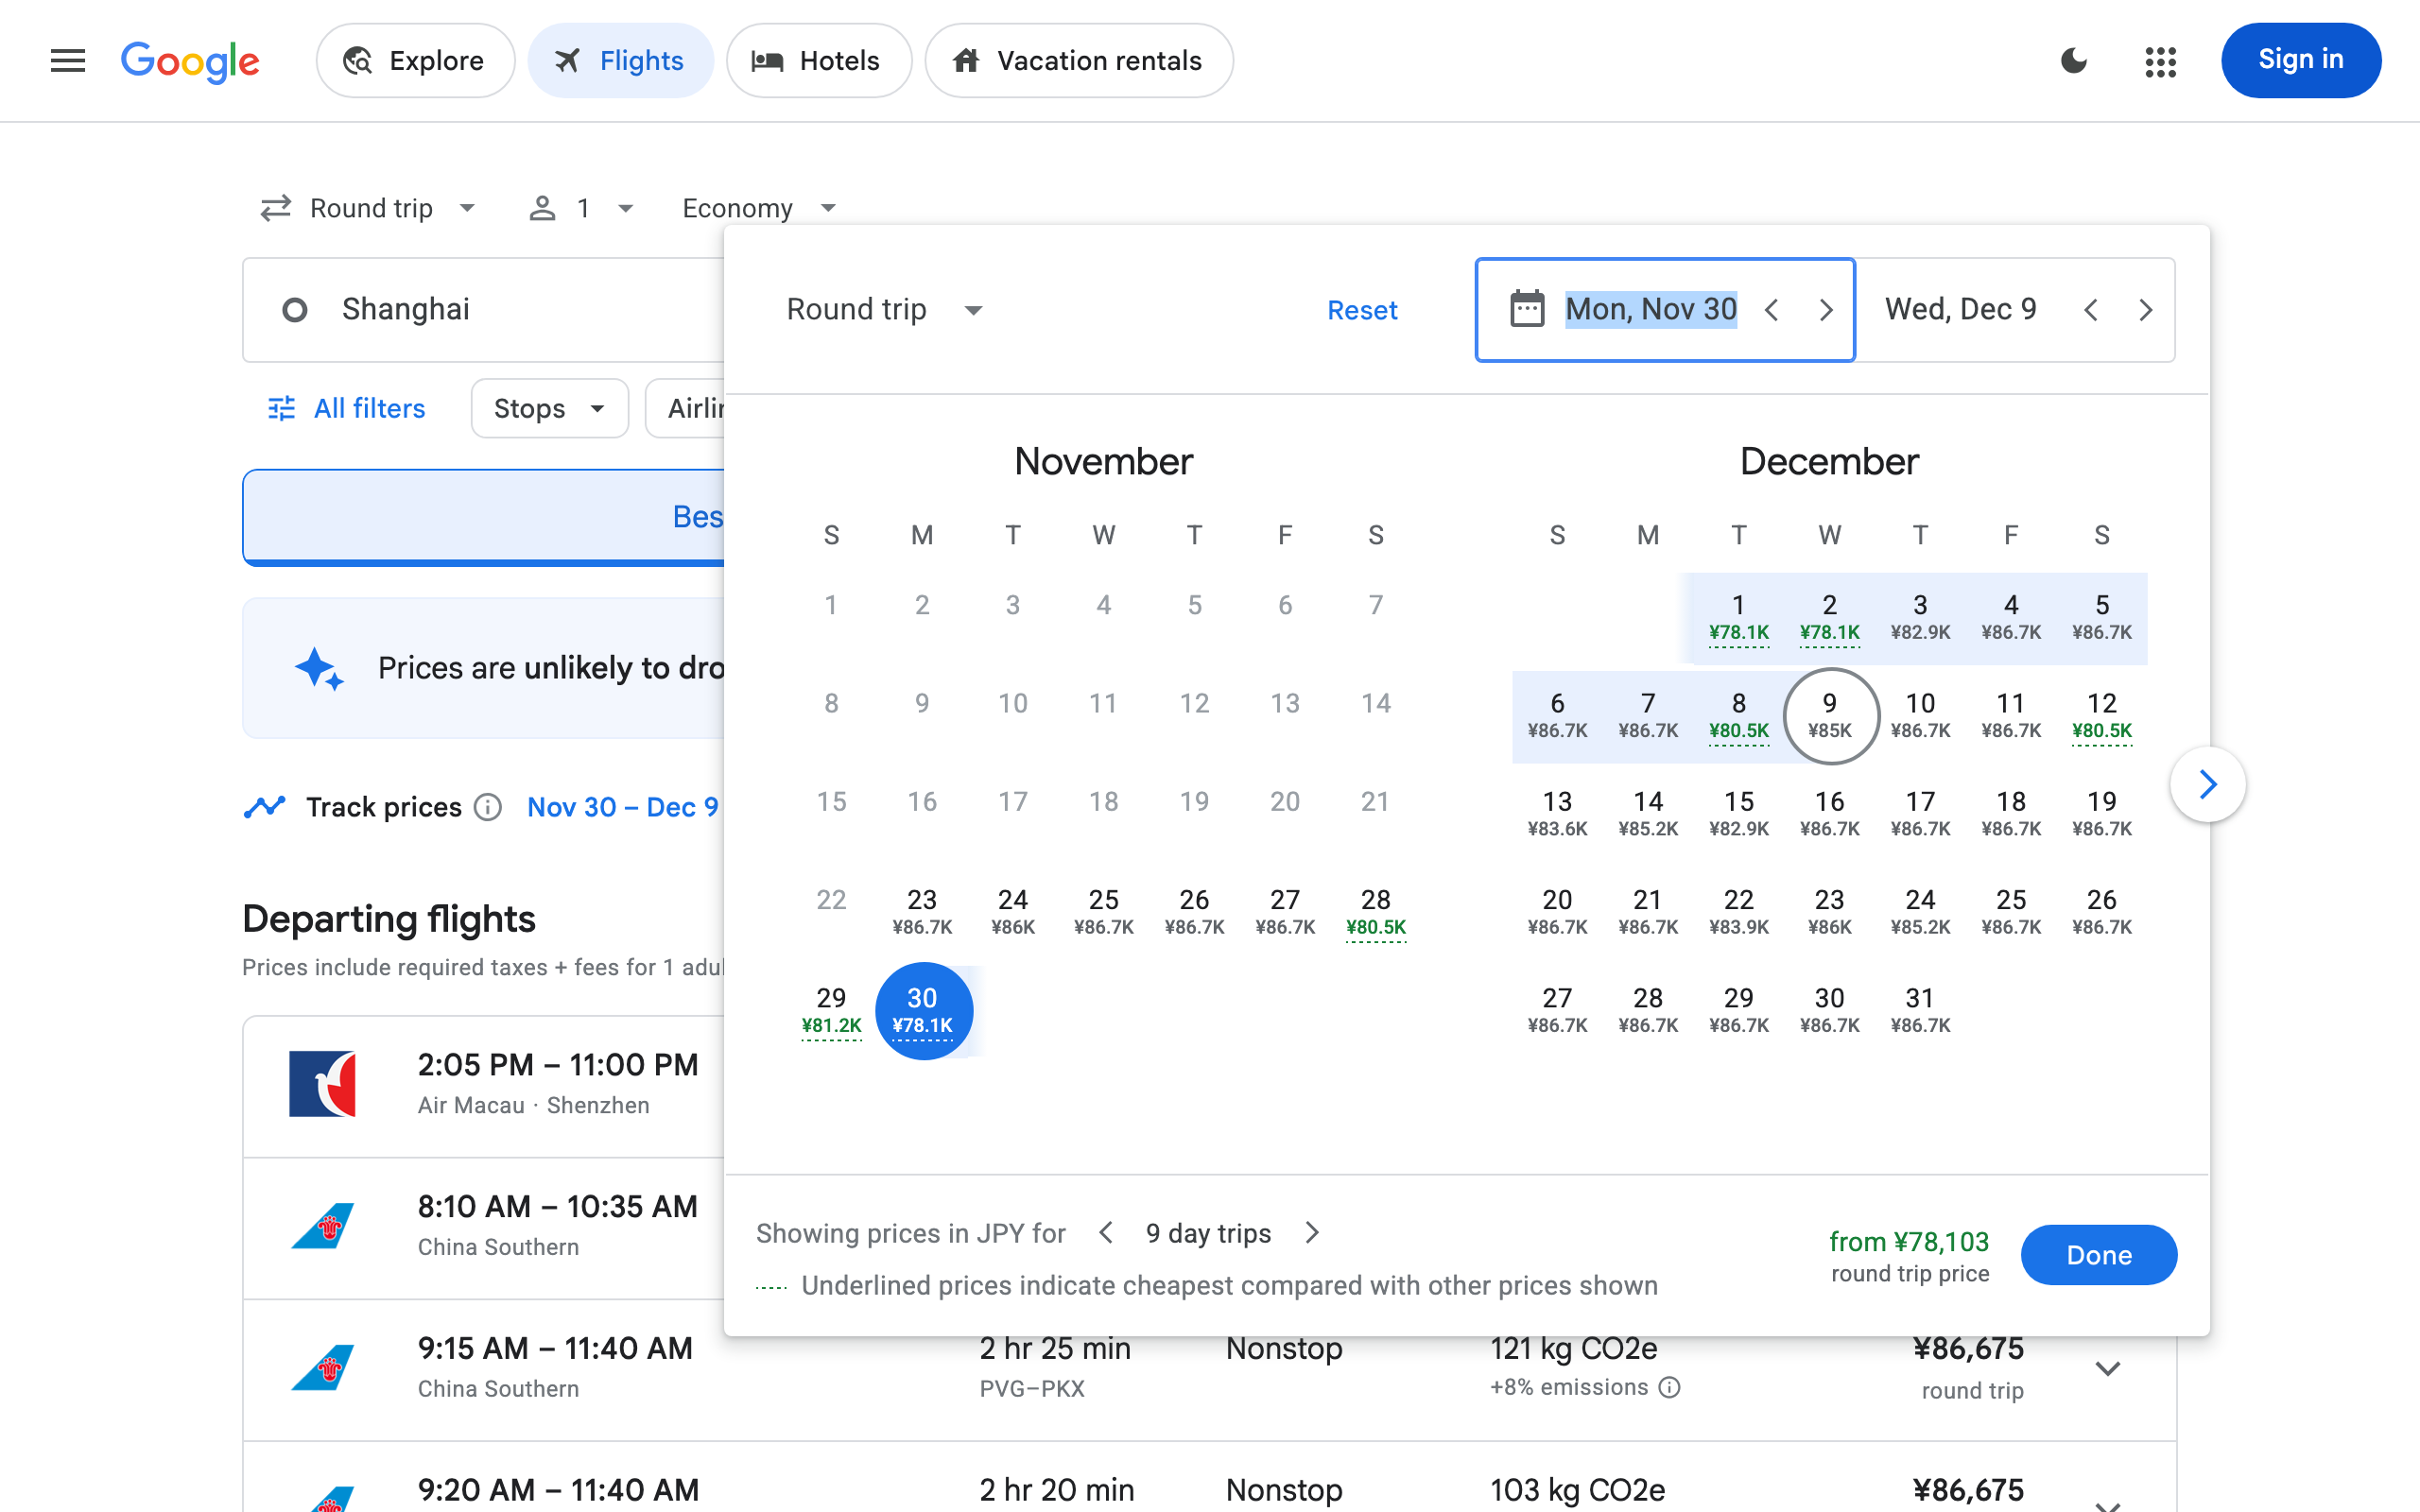 Google
Explore
Flights
Hotels
Vacation rentals
Sign in
Round trip
1
Economy
Shanghai
Round trip
Reset
Mon, Nov 30
Wed, Dec 9
All filters
Stops
November
December
S M T W T F S
S M T W T F S
1 2 3 4 5 6 7
8 9 10 11 12 13 14
15 16 17 18 19 20 21
22 23 24 25 26 27 28
¥86.7K ¥86K ¥86.7K ¥86.7K ¥86.7K ¥80.5K
29 30
¥81.2K ¥78.1K
1 2 3 4 5
¥78.1K ¥78.1K ¥82.9K ¥86.7K ¥86.7K
6 7 8 9 10 11 12
¥86.7K ¥86.7K ¥80.5K ¥85K ¥86.7K ¥86.7K ¥80.5K
13 14 15 16 17 18 19
¥83.6K ¥85.2K ¥82.9K ¥86.7K ¥86.7K ¥86.7K ¥86.7K
20 21 22 23 24 25 26
¥86.7K ¥86.7K ¥83.9K ¥86K ¥85.2K ¥86.7K ¥86.7K
27 28 29 30 31
¥86.7K ¥86.7K ¥86.7K ¥86.7K ¥86.7K
Showing prices in JPY for 9 day trips
Underlined prices indicate cheapest compared with other prices shown
from ¥78,103
round trip price
Done
Prices are unlikely to
Track prices
Nov 30 – Dec 9
Departing flights
Prices include required taxes + fees for 1
2:05 PM – 11:00 PM
Air Macau · Shenzhen
8:10 AM – 10:35 AM
China Southern
9:15 AM – 11:40 AM
China Southern
2 hr 25 min
PVG–PKX
Nonstop
121 kg CO2e
+8% emissions
¥86,675
round trip
9:20 AM – 11:40 AM
2 hr 20 min
Nonstop
103 kg CO2e
¥86,675